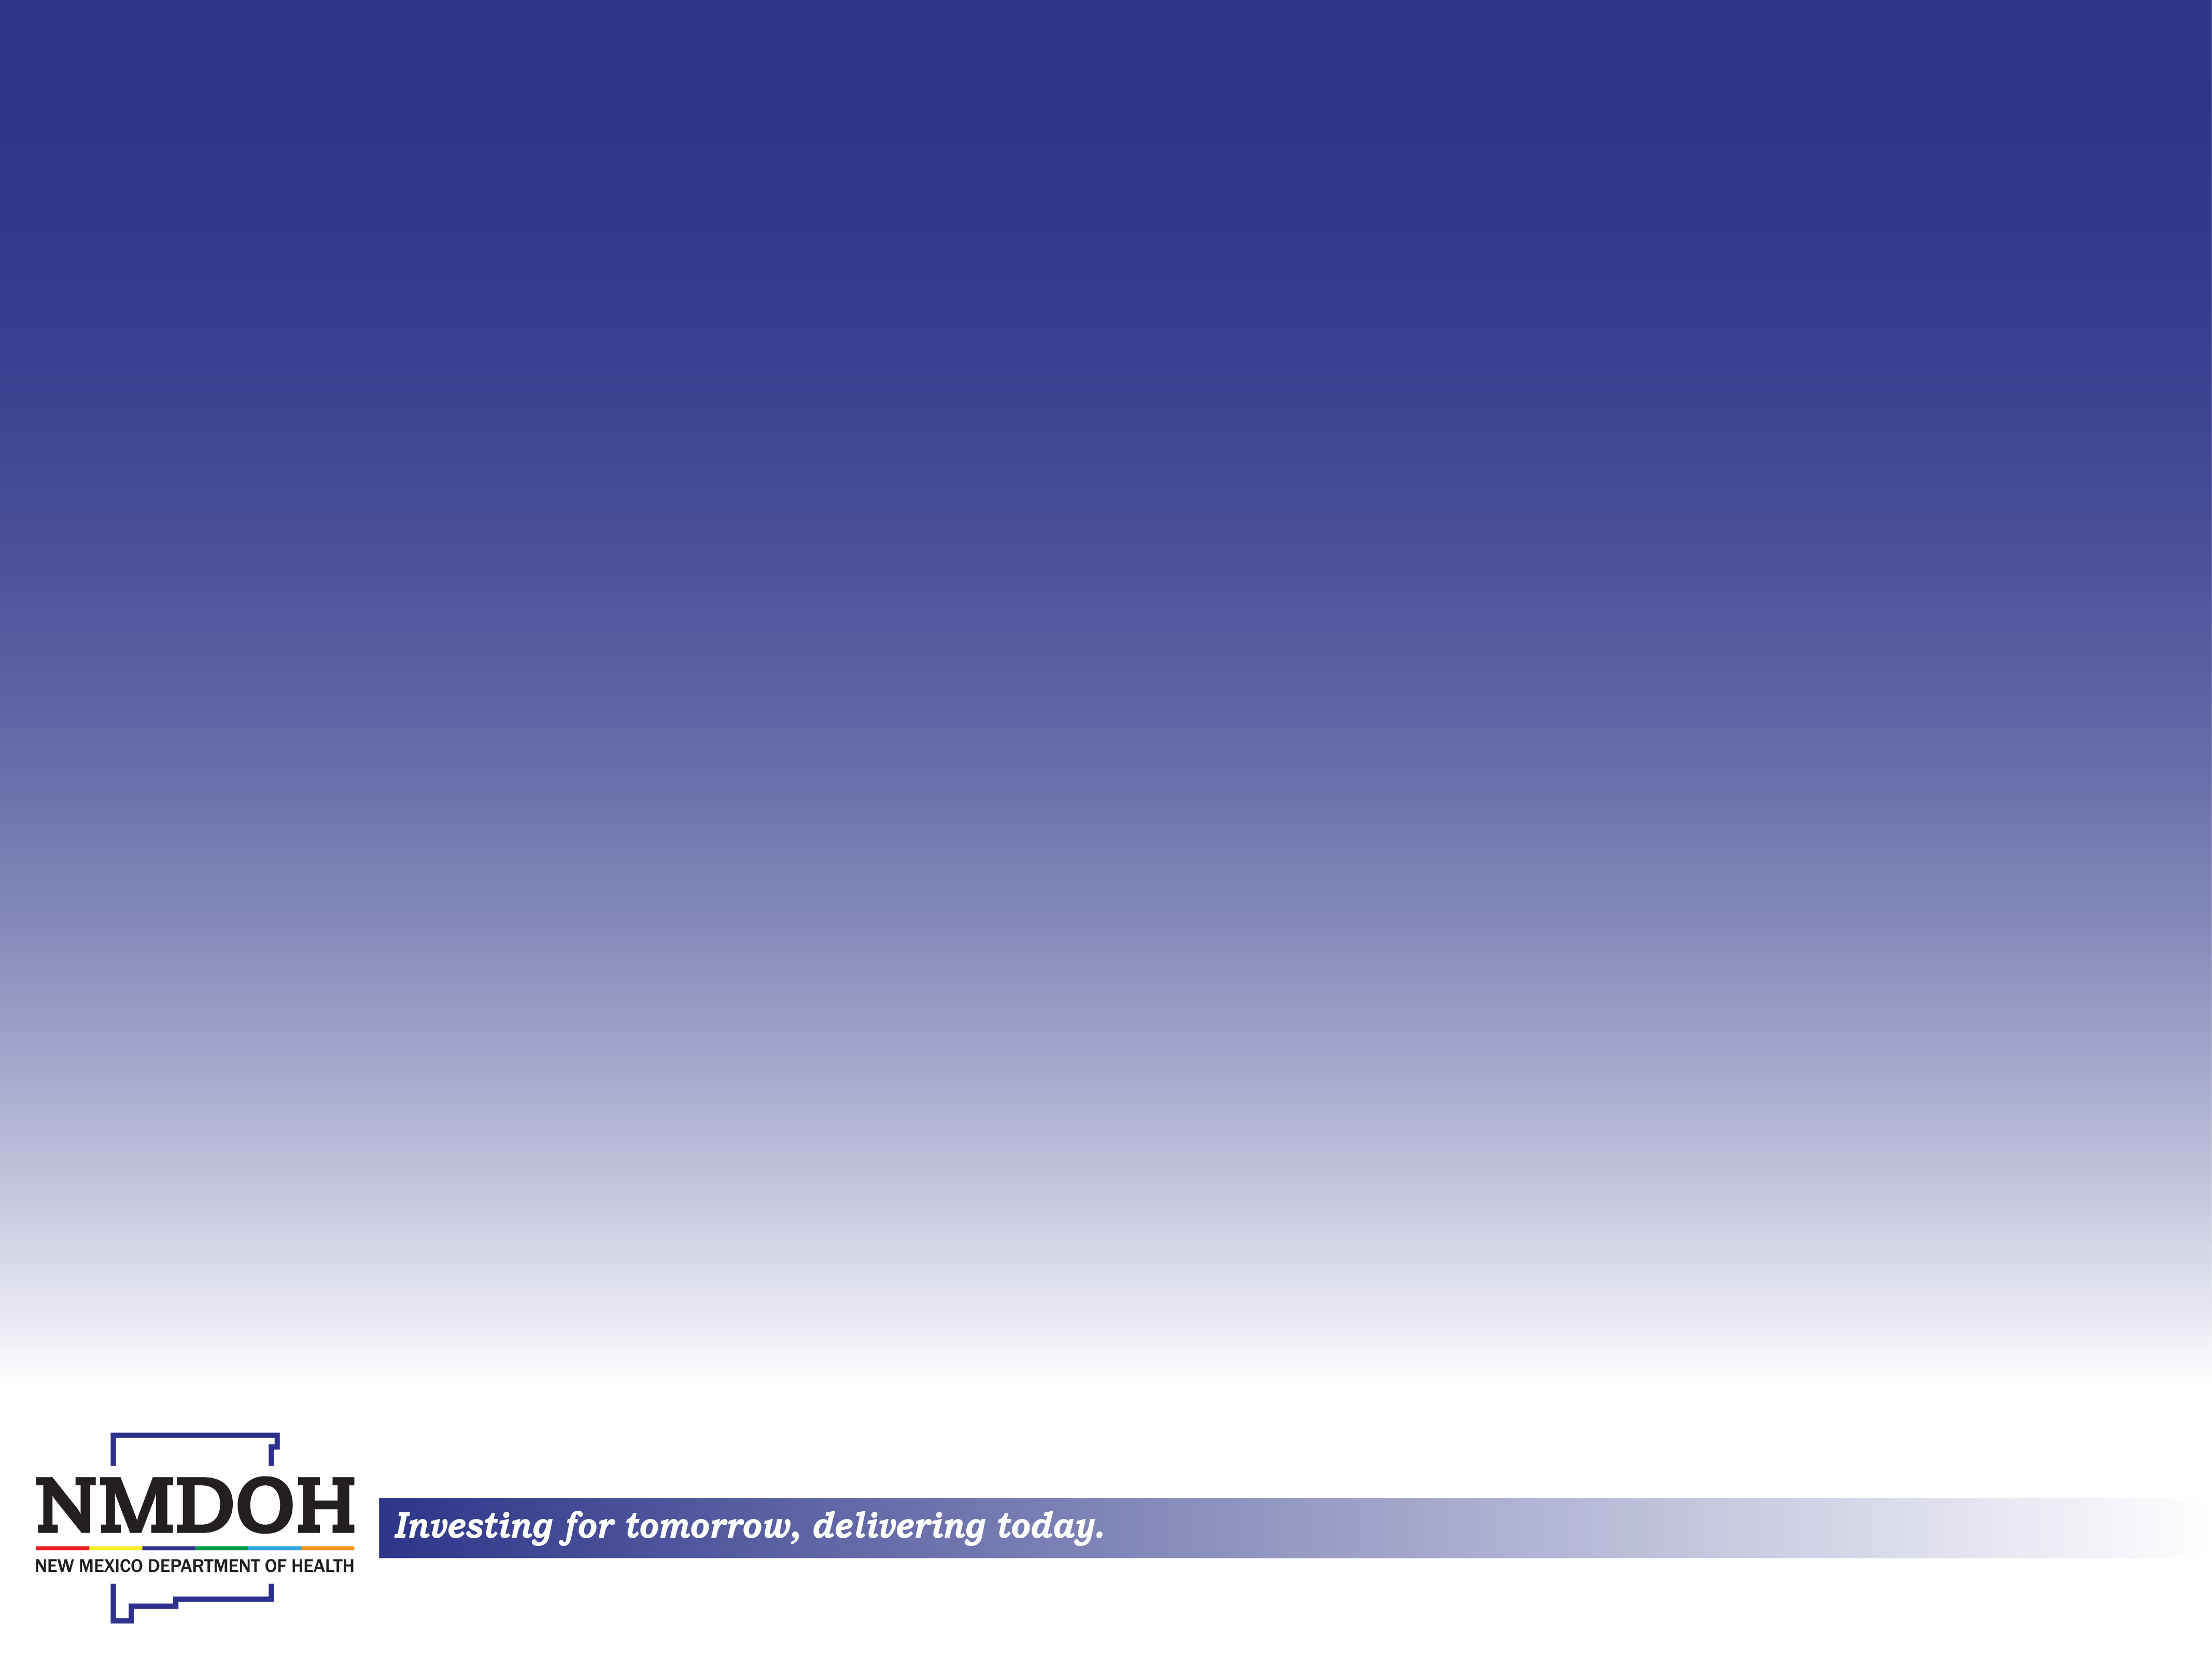 NMDOH
NEW MEXICO DEPARTMENT OF HEALTH
Investing for tomorrow, delivering today.